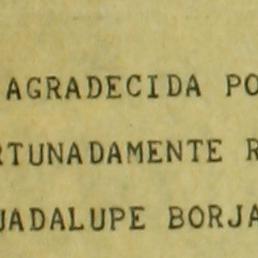 AGRADECIDA PO
RTUNADAMENTE R
UADALUPE BORJA